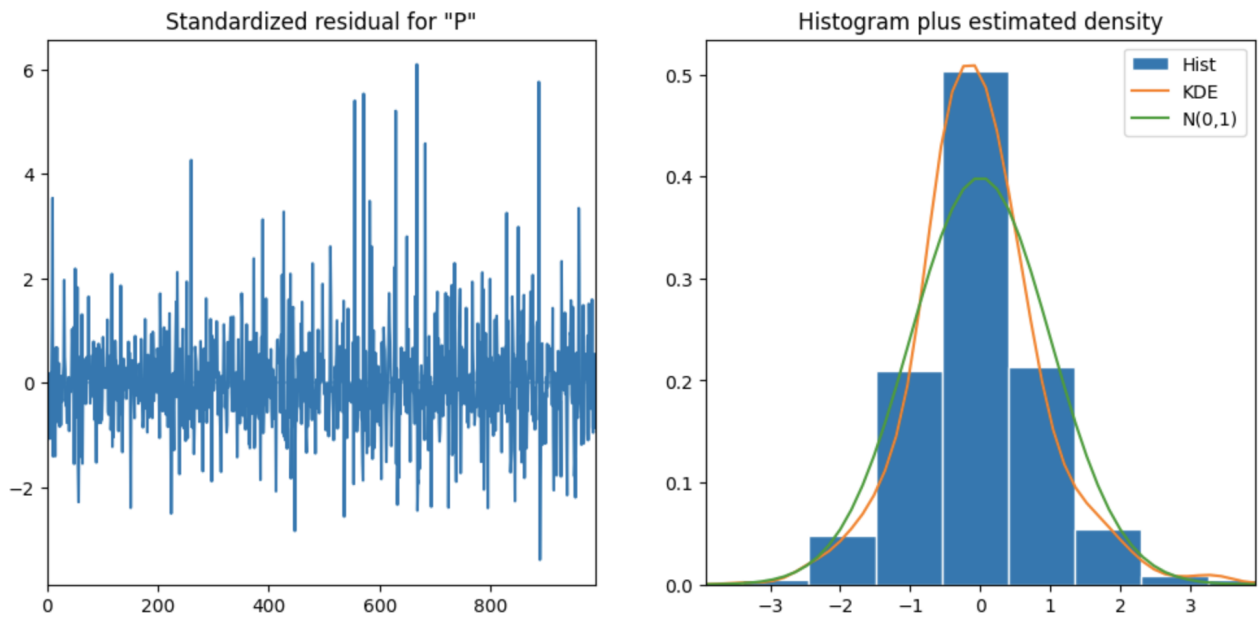 Standardized residual for "P"
6
4
2
0
−2
0 200 400 600 800
Histogram plus estimated density
Hist
KDE
N(0,1)
0.5
0.4
0.3
0.2
0.1
0.0
−3 −2 −1 0 1 2 3